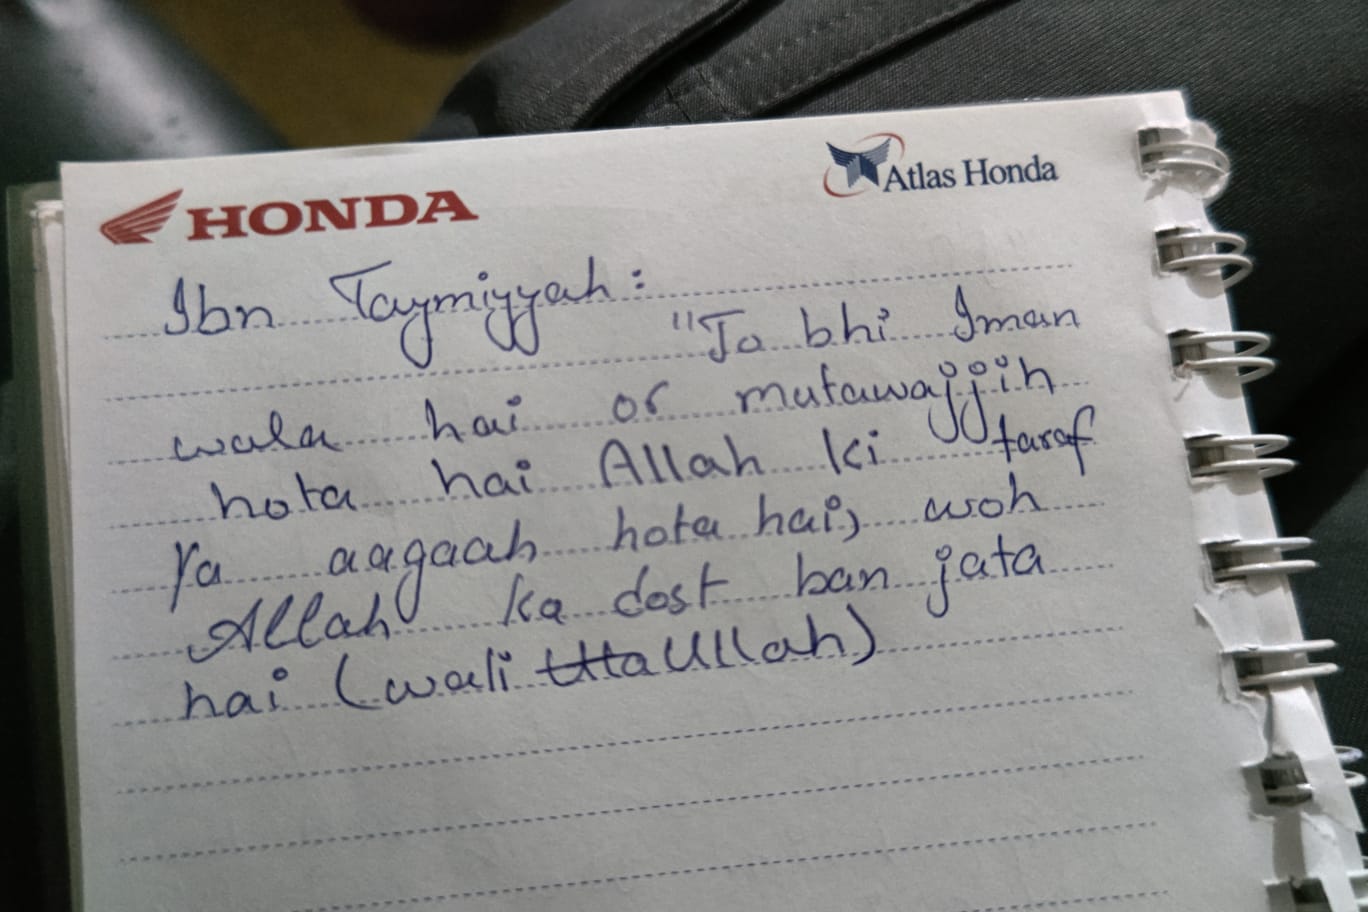 HONDA
Atlas Honda
Ibn Taymiyyah:
"Jo bhi Iman
wala hai or mutawajjih
hota hai Allah ki taraf
Ya aagaah hota hai, woh
Allah ka dost ban jata
hai (wali Ullah)